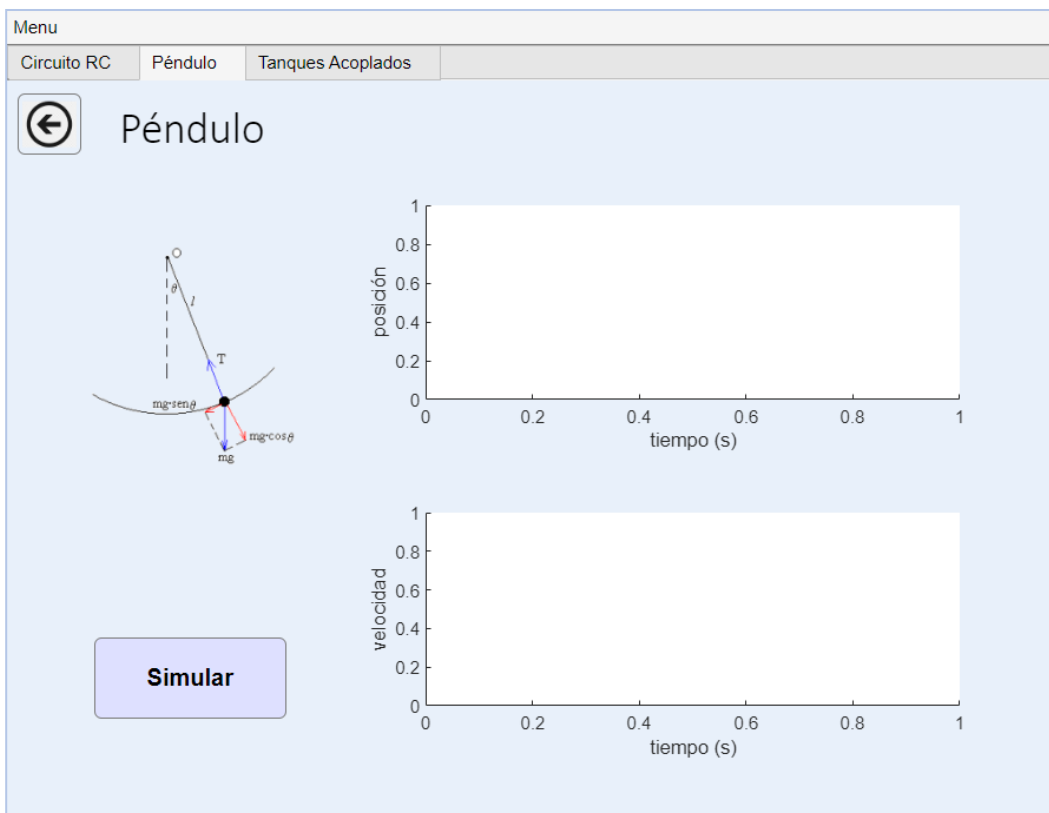 Menu
Circuito RC Péndulo Tanques Acoplados
Péndulo
O
θ
l
T
mg·senθ
mg·cosθ
mg
1
0.8
0.6
0.4
0.2
0
posición
0 0.2 0.4 0.6 0.8 1
tiempo (s)
1
0.8
0.6
0.4
0.2
0
velocidad
0 0.2 0.4 0.6 0.8 1
tiempo (s)
Simular